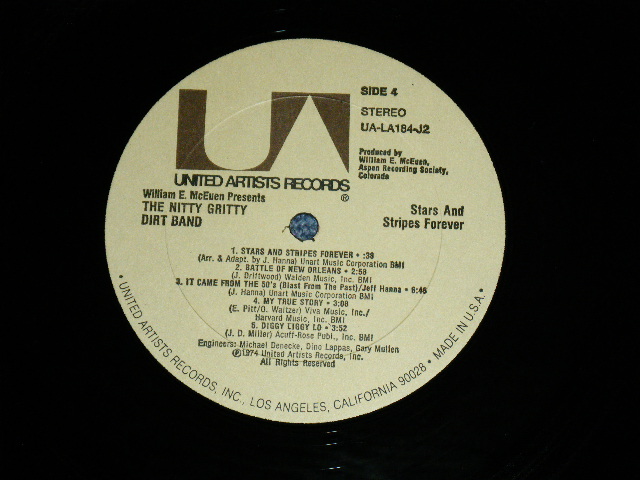 UA
UNITED ARTISTS RECORDS
®
SIDE 4
STEREO
UA-LA184-J2
Produced by
William E. McEuen,
Aspen Recording Society,
Colorado
William E. McEuen Presents
THE NITTY GRITTY
DIRT BAND
Stars And
Stripes Forever
1. STARS AND STRIPES FOREVER • :39
(Arr. & Adapt. by J. Hanna) Unart Music Corporation BMI
2. BATTLE OF NEW ORLEANS • 2:58
(J. Driftwood) Walden Music, Inc.
3. IT CAME FROM THE 50's (Blast From The Past)/Jeff Hanna • 6:45
(J. Hanna) Unart Music Corporation BMI
4. MY TRUE STORY • 3:08
(E. Pitt/O. Waltzer) Viva Music, Inc./
Harvard Music, Inc. BMI
5. DIGGY LIGGY LO • 3:52
(J. D. Miller) Acuff-Rose Publ., Inc. BMI
Engineers: Michael Denecke, Dino Lappas, Gary Mullen
℗1974 United Artists Records, Inc.
All Rights Reserved
• UNITED ARTISTS RECORDS, INC., LOS ANGELES, CALIFORNIA 90028 • MADE IN U.S.A. •